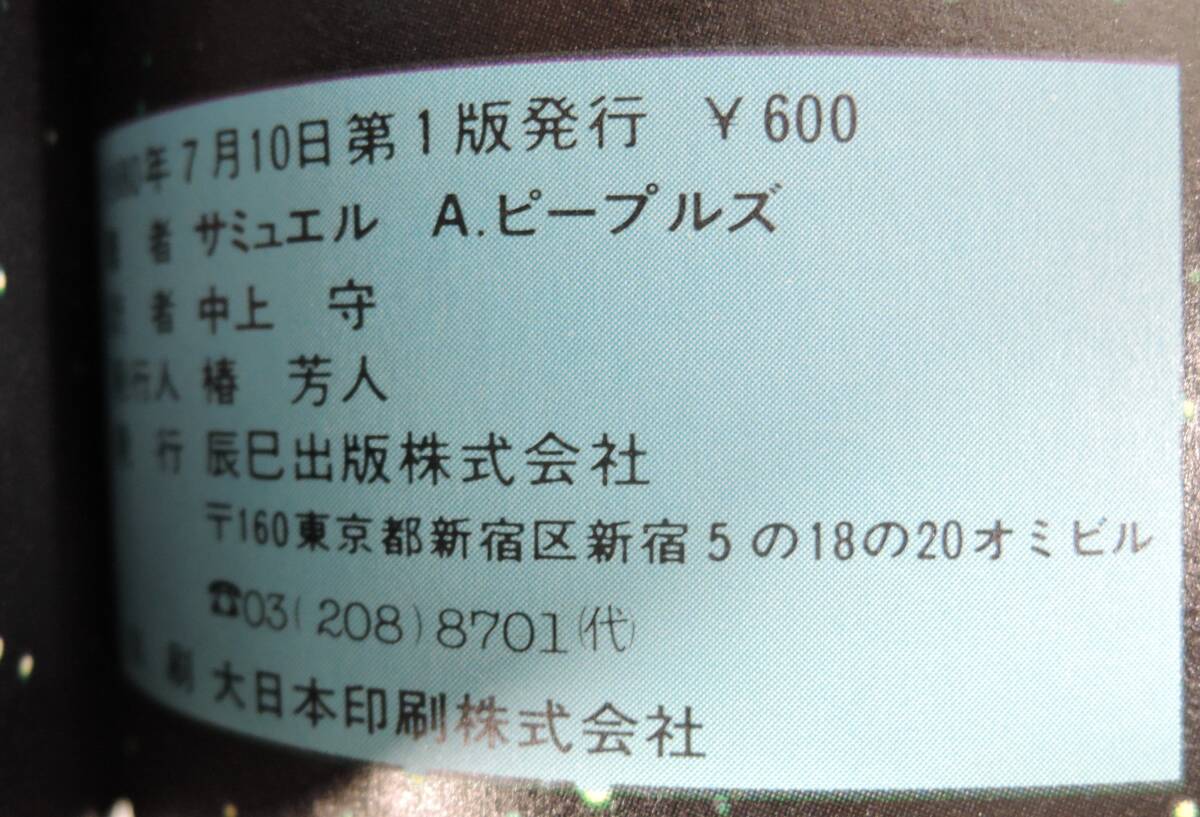 年7月10日第1版発行 ￥600
者 サミュエル A.ピープルズ
者 中上 守
発行人 椿 芳人
発行 辰巳出版株式会社
〒160東京都新宿区新宿5の18の20オミビル
☎03(208)8701(代)
刷 大日本印刷株式会社